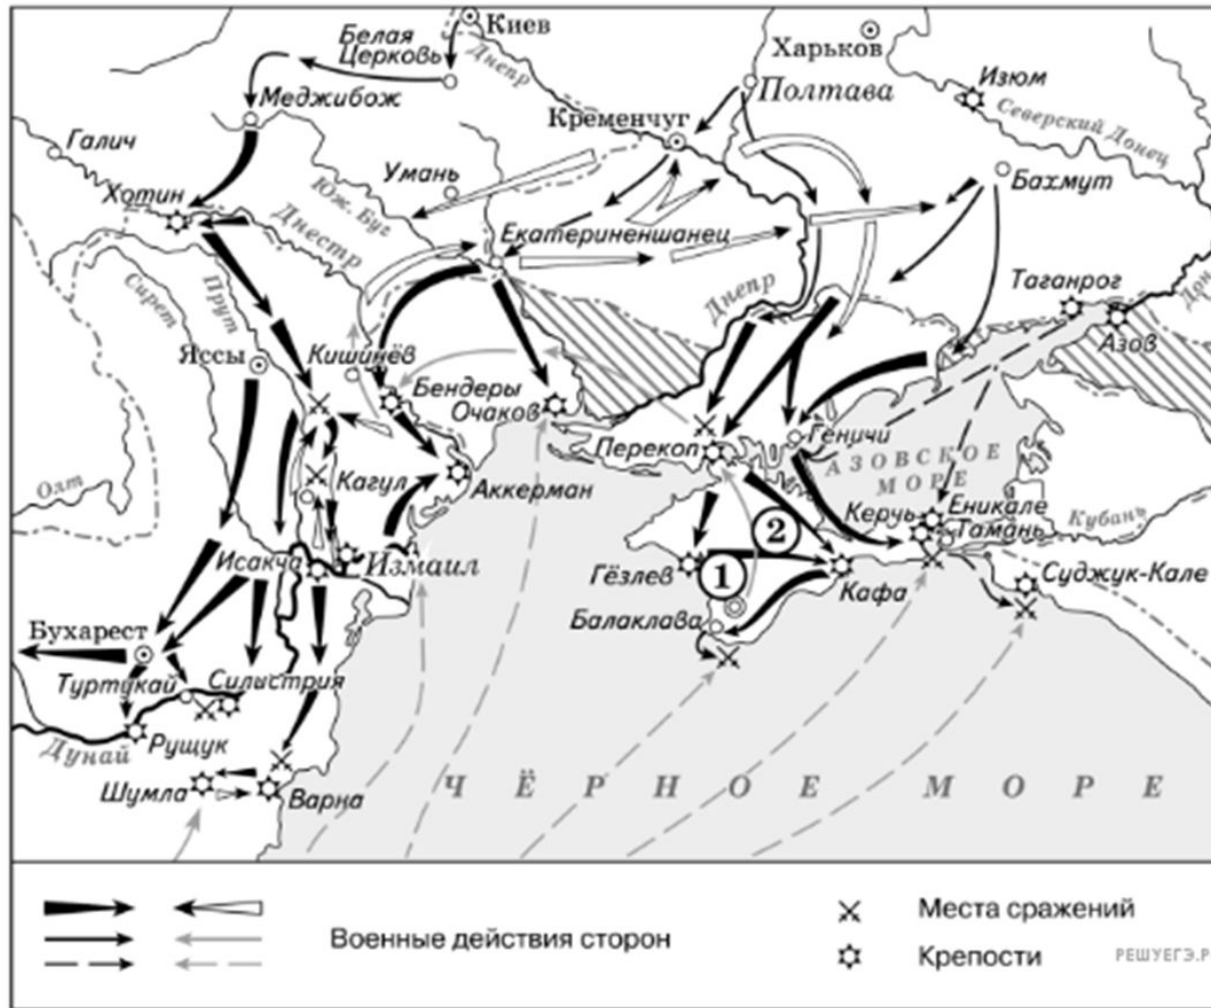 Киев
Белая
Церковь
Днепр
Харьков
Изюм
Меджибож
Полтава
Северский Донец
Кременчуг
Галич
Умань
Бахмут
Хотин
Юж. Буг
Днестр
Екатериненшанец
Сирет
Прут
Днепр
Таганрог
Дон
Азов
Яссы
Кишинёв
Бендеры
Очаков
Перекоп
Геничи
АЗОВСКОЕ
МОРЕ
Олт
Кагул
Аккерман
Керчь
Еникале
Тамань
Кубань
2
Исакча
Измаил
Гёзлев
1
Кафа
Суджук-Кале
Балаклава
Бухарест
Туртукай
Силистрия
Дунай
Рущук
Шумла
Варна
ЧЁРНОЕ МОРЕ
Военные действия сторон
Места сражений
Крепости
РЕШУЕГЭ.Р